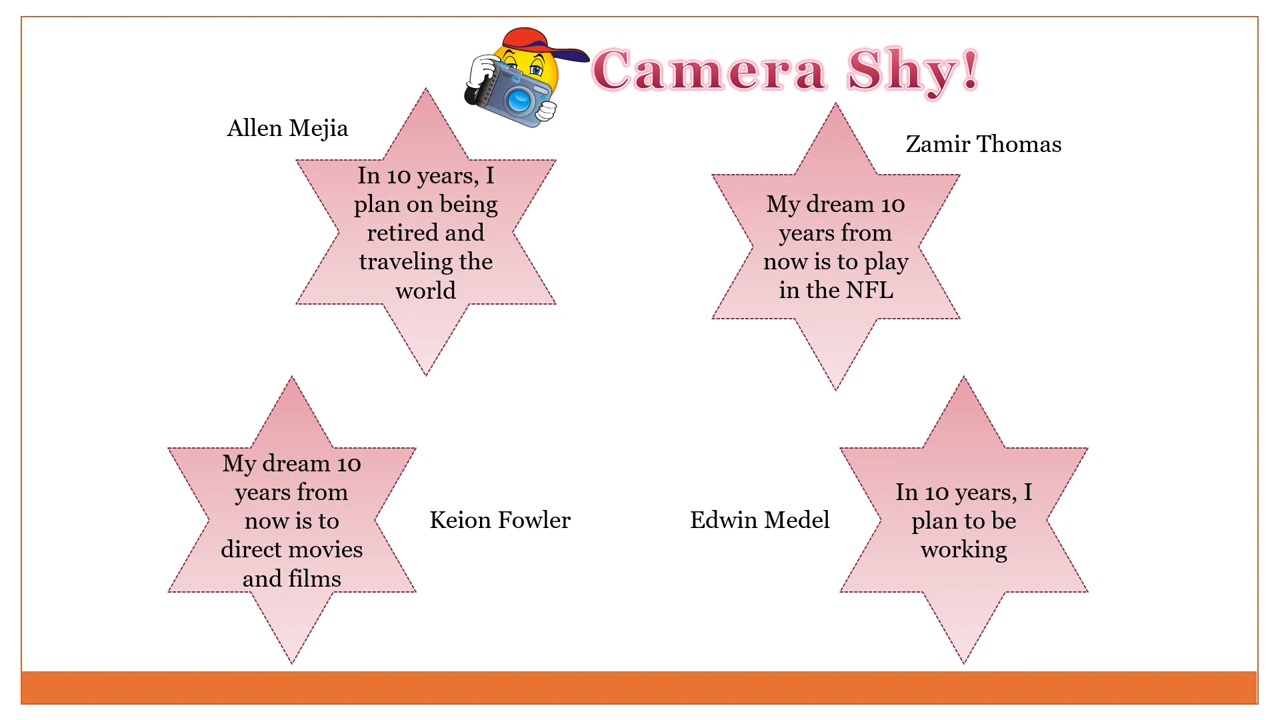 Camera Shy!
Allen Mejia
In 10 years, I
plan on being
retired and
traveling the
world
Zamir Thomas
My dream 10
years from
now is to play
in the NFL
My dream 10
years from
now is to
direct movies
and films
Keion Fowler
Edwin Medel
In 10 years, I
plan to be
working